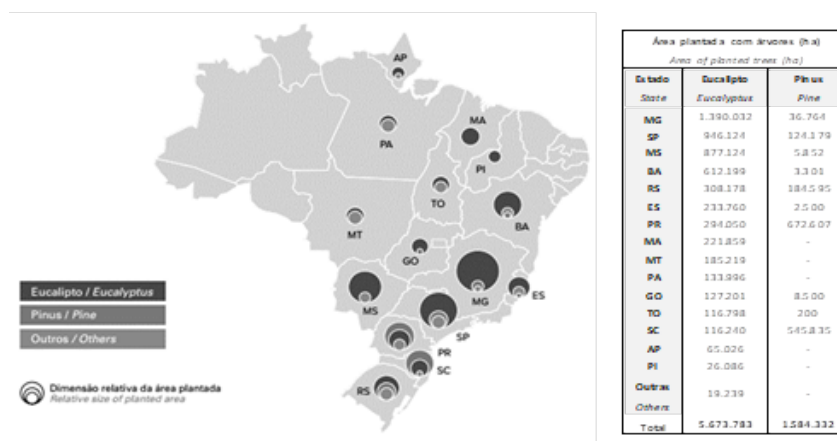 AP
PA
MA
PI
TO
MT
BA
GO
MG
ES
MS
SP
PR
SC
RS
Eucalipto / Eucalyptus
Pinus / Pine
Outros / Others
Dimensão relativa da área plantada
Relative size of planted area
Área plantada com árvores (ha)
Area of planted trees (ha)
Estado Eucalipto Pinus
State Eucalyptus Pine
MG 1.390.032 36.764
SP 946.124 124.179
MS 877.124 5.852
BA 612.199 3.301
RS 308.178 184.595
ES 233.760 2.500
PR 294.050 672.607
MA 221.859 -
MT 185.219 -
PA 133.996 -
GO 127.201 8.500
TO 116.798 200
SC 116.240 545.835
AP 65.026 -
PI 26.086 -
Outras
19.239 -
Others
Total 5.673.783 1.584.332